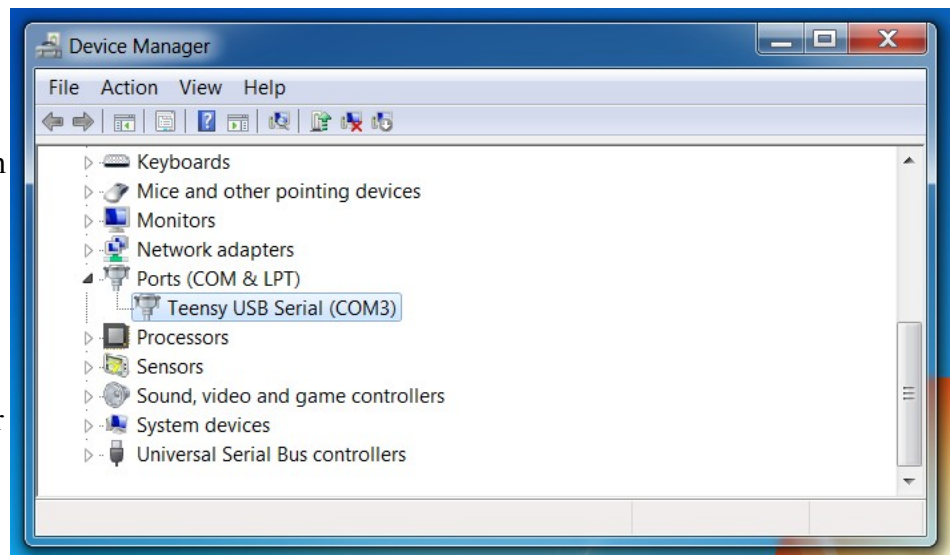 Device Manager
File Action View Help
n
Keyboards
Mice and other pointing devices
Monitors
Network adapters
Ports (COM & LPT)
Teensy USB Serial (COM3)
Processors
Sensors
Sound, video and game controllers
r
System devices
Universal Serial Bus controllers